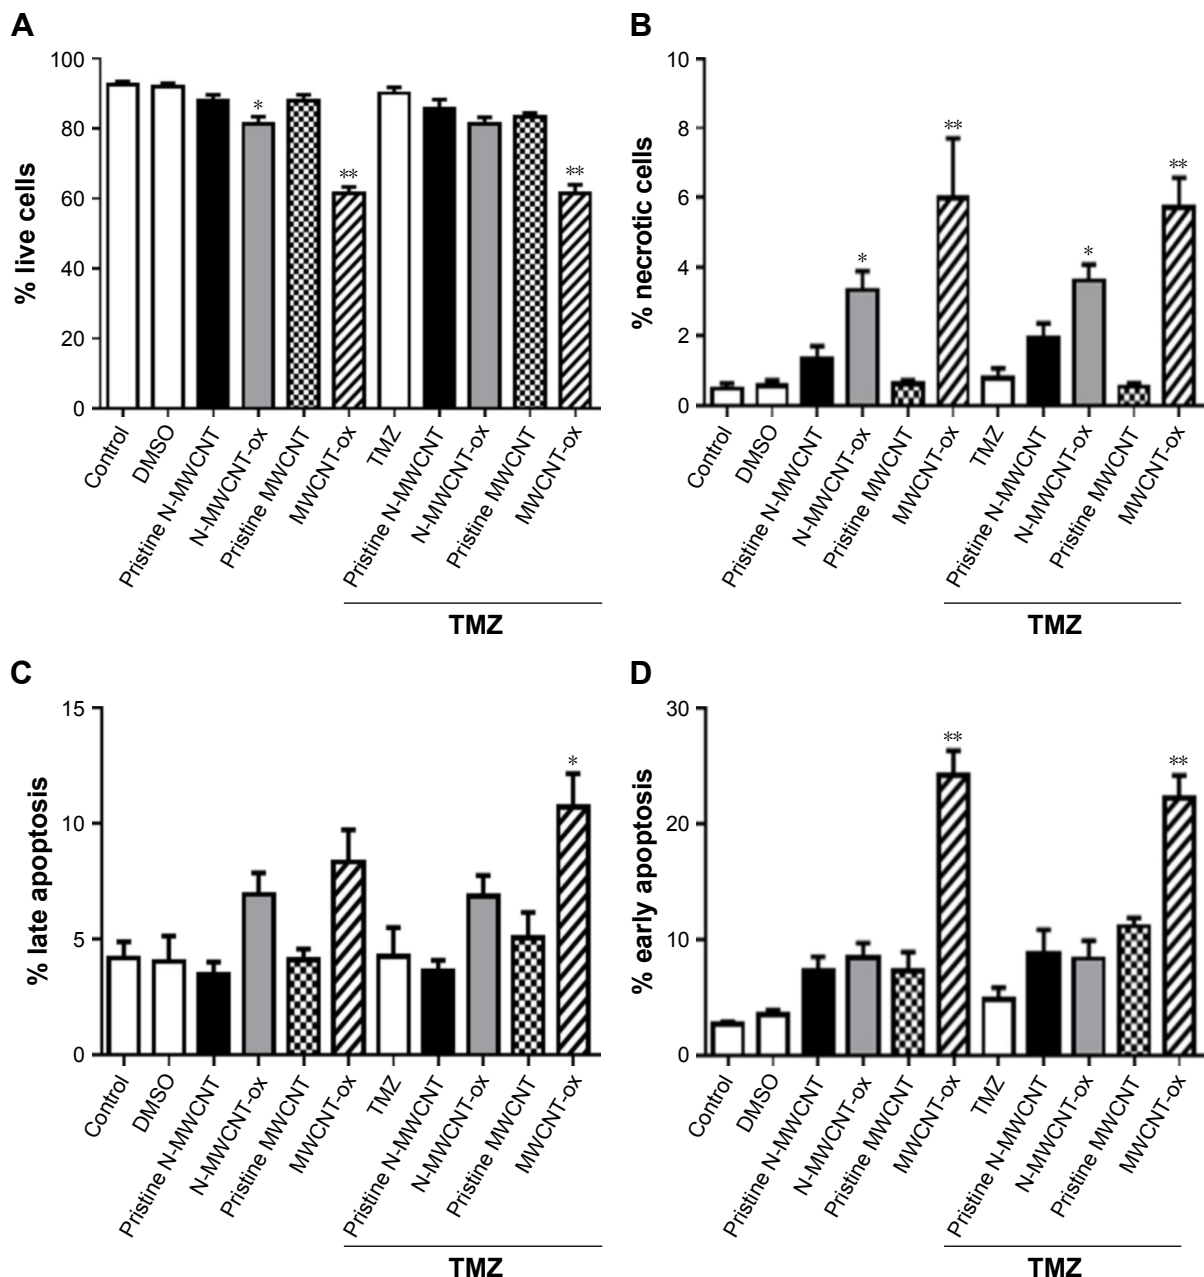 A
% live cells
100
80
60
40
20
0
*
**
**
Control
DMSO
Pristine N-MWCNT
N-MWCNT-ox
Pristine MWCNT
MWCNT-ox
TMZ
Pristine N-MWCNT
N-MWCNT-ox
Pristine MWCNT
MWCNT-ox
TMZ
B
% necrotic cells
10
8
6
4
2
0
*
**
*
**
Control
DMSO
Pristine N-MWCNT
N-MWCNT-ox
Pristine MWCNT
MWCNT-ox
TMZ
Pristine N-MWCNT
N-MWCNT-ox
Pristine MWCNT
MWCNT-ox
TMZ
C
% late apoptosis
15
10
5
0
*
Control
DMSO
Pristine N-MWCNT
N-MWCNT-ox
Pristine MWCNT
MWCNT-ox
TMZ
Pristine N-MWCNT
N-MWCNT-ox
Pristine MWCNT
MWCNT-ox
TMZ
D
% early apoptosis
30
20
10
0
**
**
Control
DMSO
Pristine N-MWCNT
N-MWCNT-ox
Pristine MWCNT
MWCNT-ox
TMZ
Pristine N-MWCNT
N-MWCNT-ox
Pristine MWCNT
MWCNT-ox
TMZ